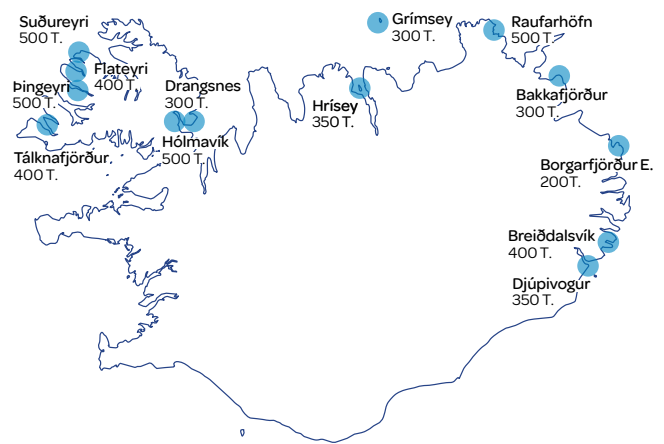 Suðureyri
500 T.
Flateyri
400 T.
Þingeyri
500 T.
Tálknafjörður
400 T.
Drangsnes
300 T.
Hólmavík
500 T.
Grímsey
300 T.
Hrísey
350 T.
Raufarhöfn
500 T.
Bakkafjörður
300 T.
Borgarfjörður E.
200T.
Breiðdalsvík
400 T.
Djúpivogur
350 T.